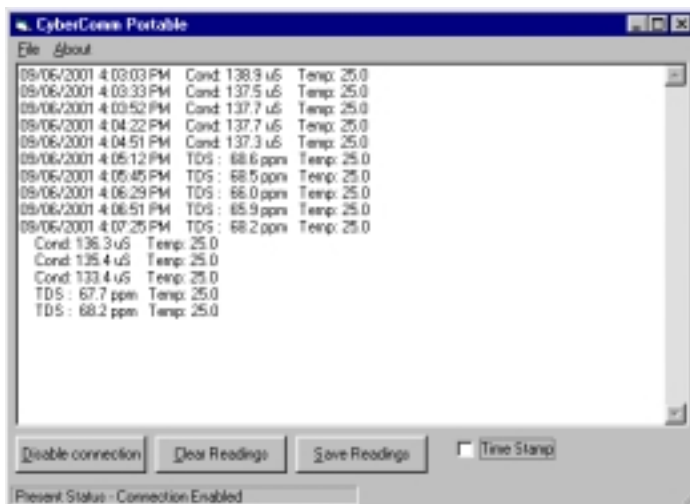 CyberComm Portable
File About
09/06/2001 4:03:03 PM Cond: 138.9 uS Temp: 25.0
09/06/2001 4:03:33 PM Cond: 137.5 uS Temp: 25.0
09/06/2001 4:03:52 PM Cond: 137.7 uS Temp: 25.0
09/06/2001 4:04:22 PM Cond: 137.7 uS Temp: 25.0
09/06/2001 4:04:51 PM Cond: 137.3 uS Temp: 25.0
09/06/2001 4:05:12 PM TDS : 68.6 ppm Temp: 25.0
09/06/2001 4:05:45 PM TDS : 68.5 ppm Temp: 25.0
09/06/2001 4:06:29 PM TDS : 66.0 ppm Temp: 25.0
09/06/2001 4:06:51 PM TDS : 65.9 ppm Temp: 25.0
09/06/2001 4:07:25 PM TDS : 68.2 ppm Temp: 25.0
Cond: 136.3 uS Temp: 25.0
Cond: 135.4 uS Temp: 25.0
Cond: 133.4 uS Temp: 25.0
TDS : 67.7 ppm Temp: 25.0
TDS : 68.2 ppm Temp: 25.0
Disable connection Clear Readings Save Readings Time Stamp
Present Status - Connection Enabled